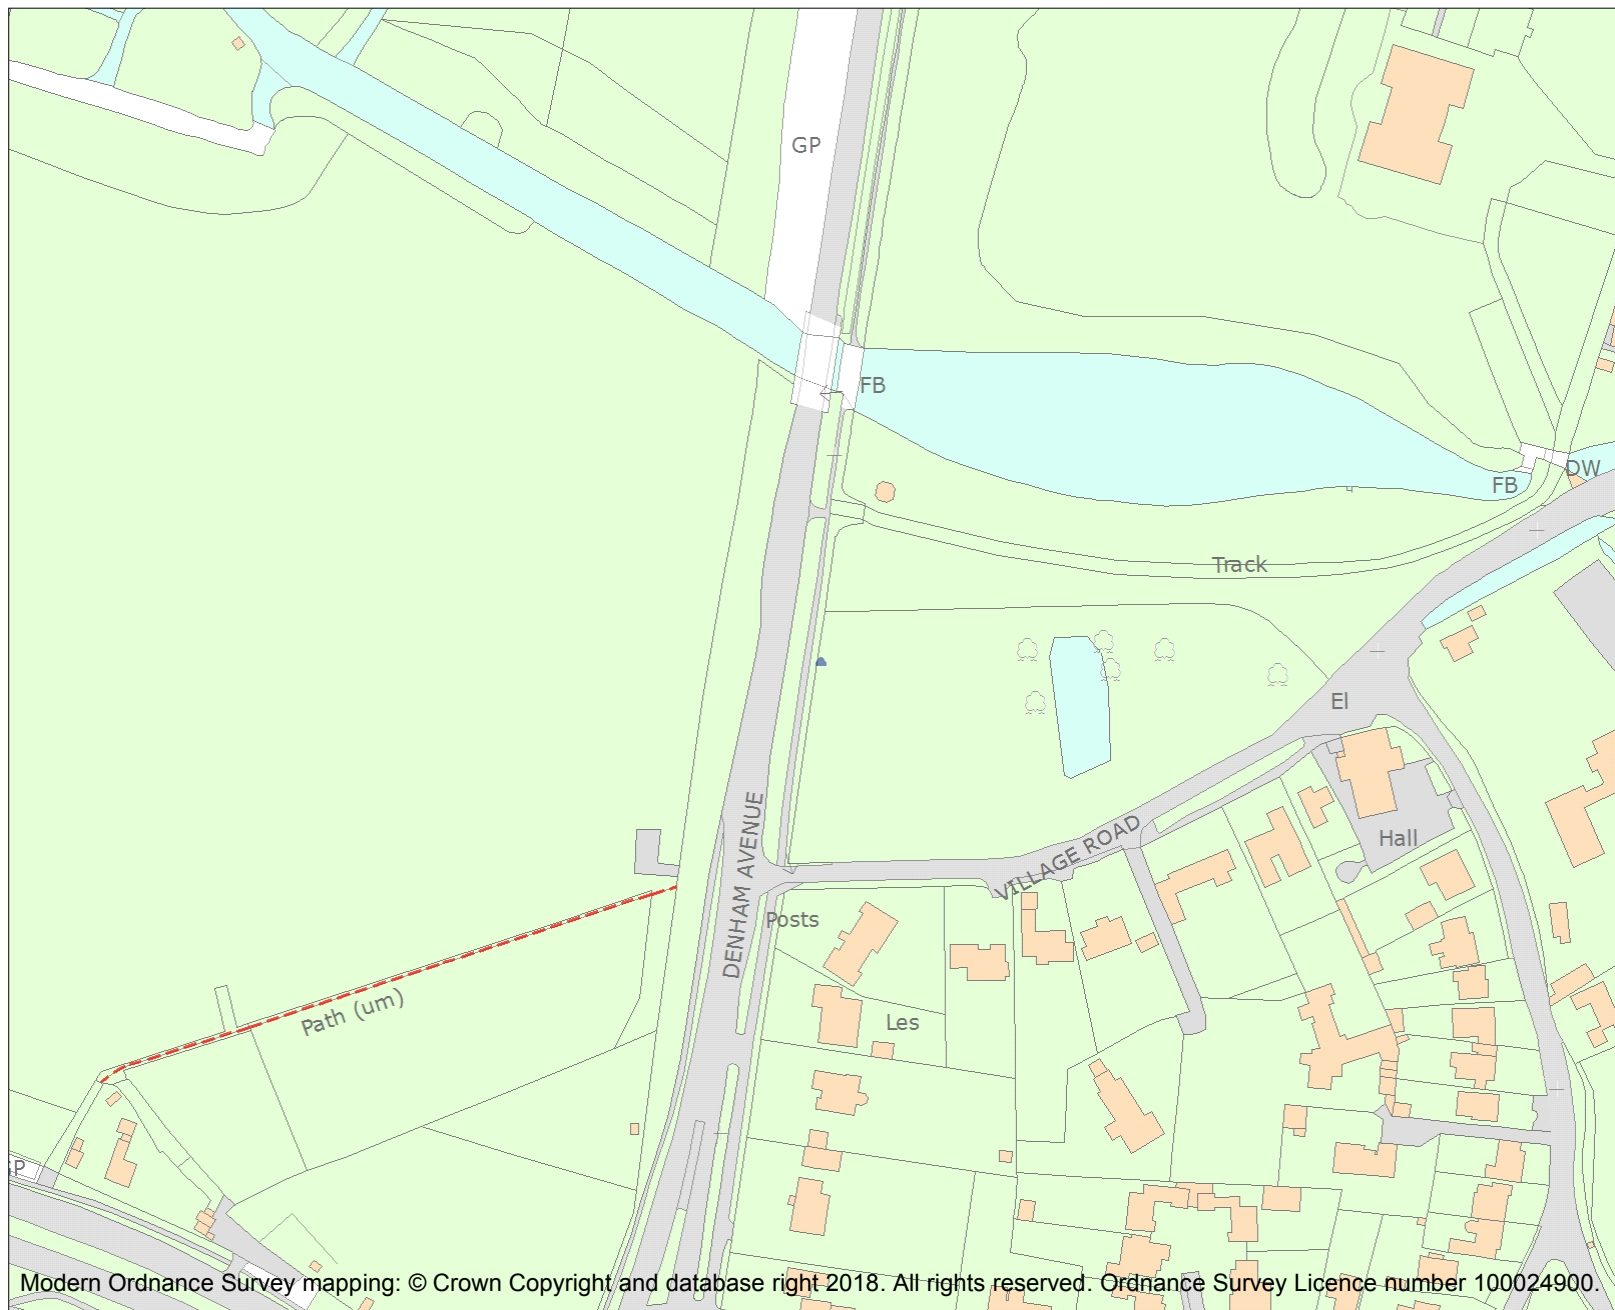 GP
FB
DW
FB
Track
El
DENHAM AVENUE
VILLAGE ROAD
Hall
Posts
Path (um)
Les
GP
Modern Ordnance Survey mapping: © Crown Copyright and database right 2018. All rights reserved. Ordnance Survey Licence number 100024900.